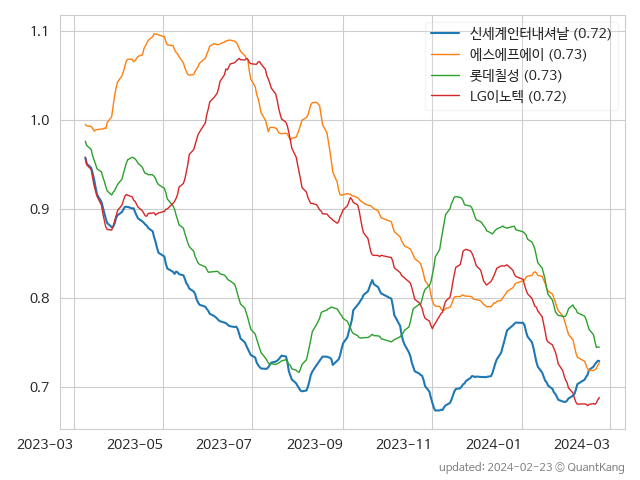 신세계인터내셔날 (0.72)
에스에프에이 (0.73)
롯데칠성 (0.73)
LG이노텍 (0.72)
1.1
1.0
0.9
0.8
0.7
2023-03 2023-05 2023-07 2023-09 2023-11 2024-01 2024-03
updated: 2024-02-23 © QuantKang